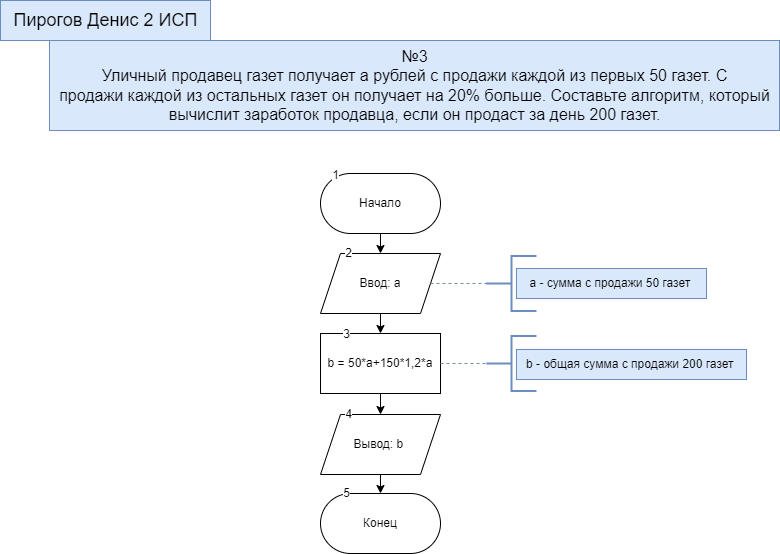 Пирогов Денис 2 ИСП
№3
Уличный продавец газет получает а рублей с продажи каждой из первых 50 газет. С
продажи каждой из остальных газет он получает на 20% больше. Составьте алгоритм, который
вычислит заработок продавца, если он продаст за день 200 газет.
1
Начало
2
Ввод: а
а - сумма с продажи 50 газет
3
b = 50*a+150*1,2*a
b - общая сумма с продажи 200 газет
4
Вывод: b
5
Конец